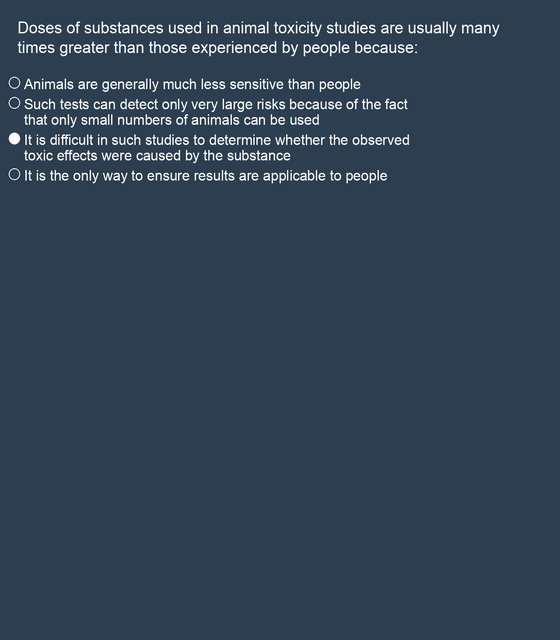 Doses of substances used in animal toxicity studies are usually many
times greater than those experienced by people because:
Animals are generally much less sensitive than people
Such tests can detect only very large risks because of the fact
that only small numbers of animals can be used
It is difficult in such studies to determine whether the observed
toxic effects were caused by the substance
It is the only way to ensure results are applicable to people